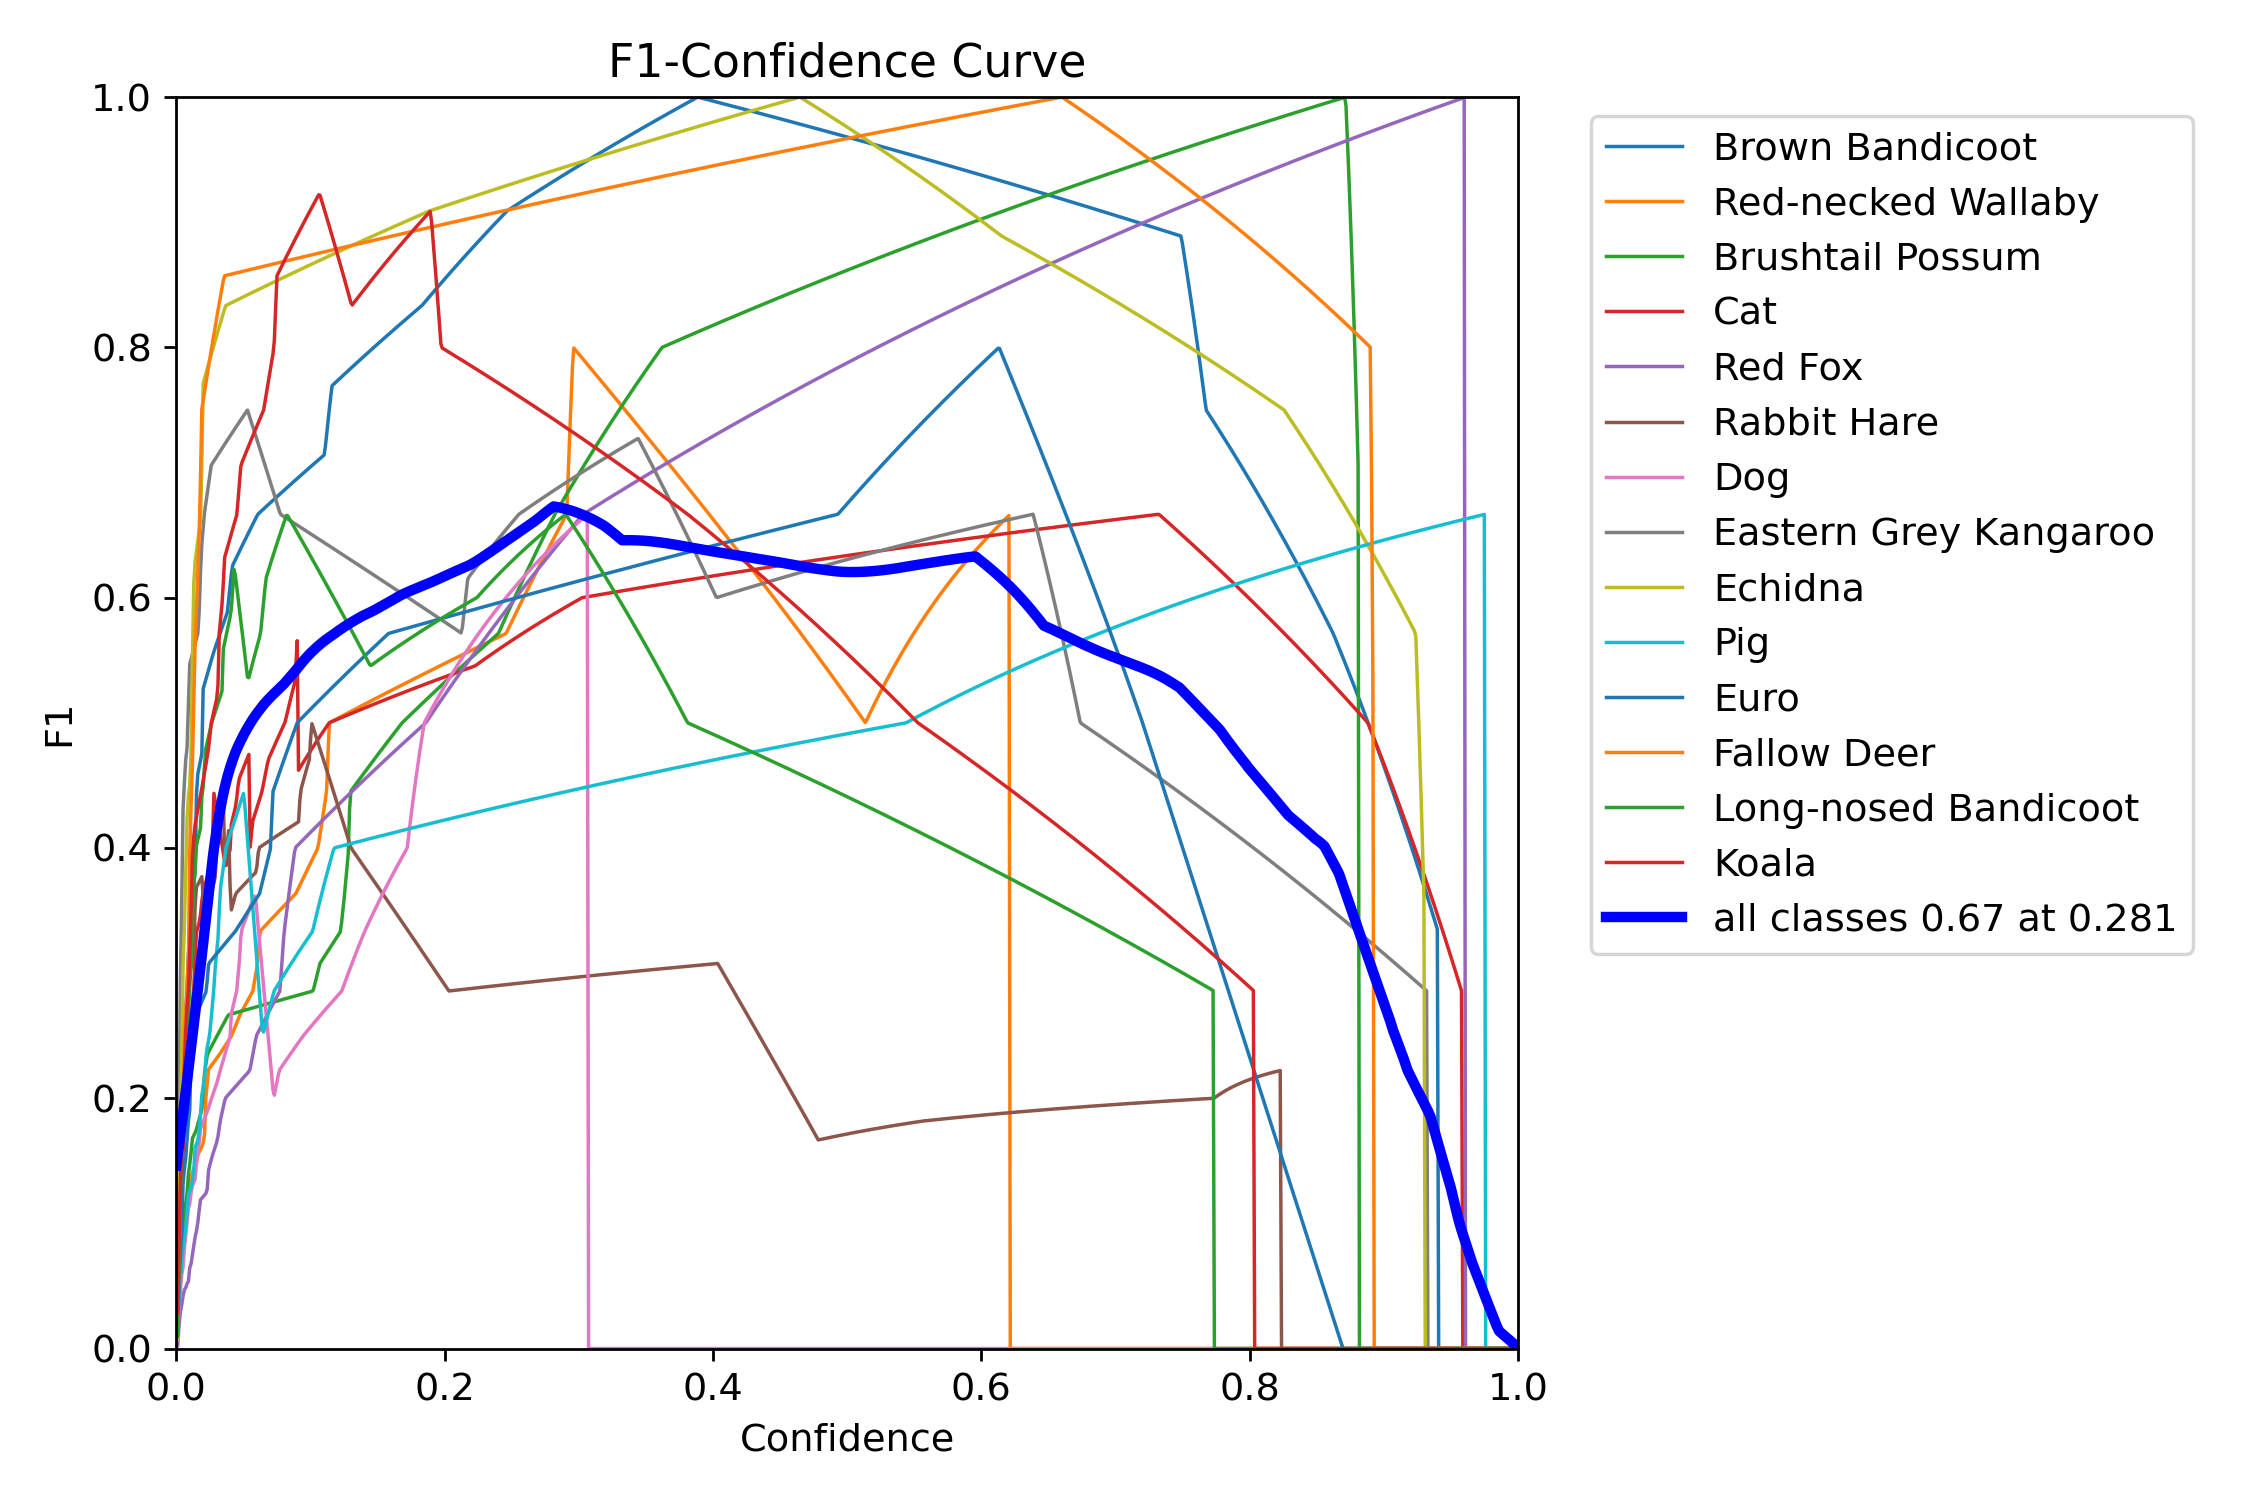 F1-Confidence Curve
1.0
0.8
0.6
0.4
0.2
0.0
F1
0.0 0.2 0.4 0.6 0.8 1.0
Confidence
Brown Bandicoot
Red-necked Wallaby
Brushtail Possum
Cat
Red Fox
Rabbit Hare
Dog
Eastern Grey Kangaroo
Echidna
Pig
Euro
Fallow Deer
Long-nosed Bandicoot
Koala
all classes 0.67 at 0.281